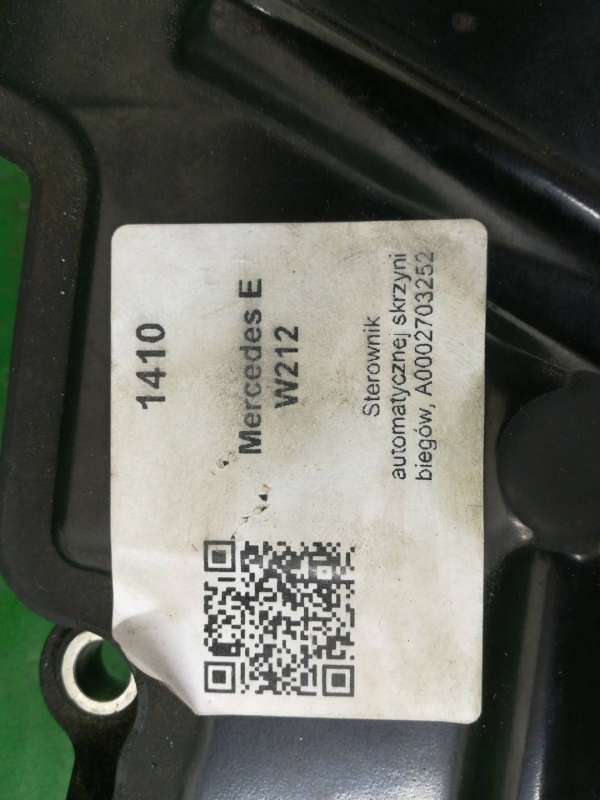 1410
Mercedes E
W212
Sterownik
automatycznej skrzyni
biegów, A0002703252